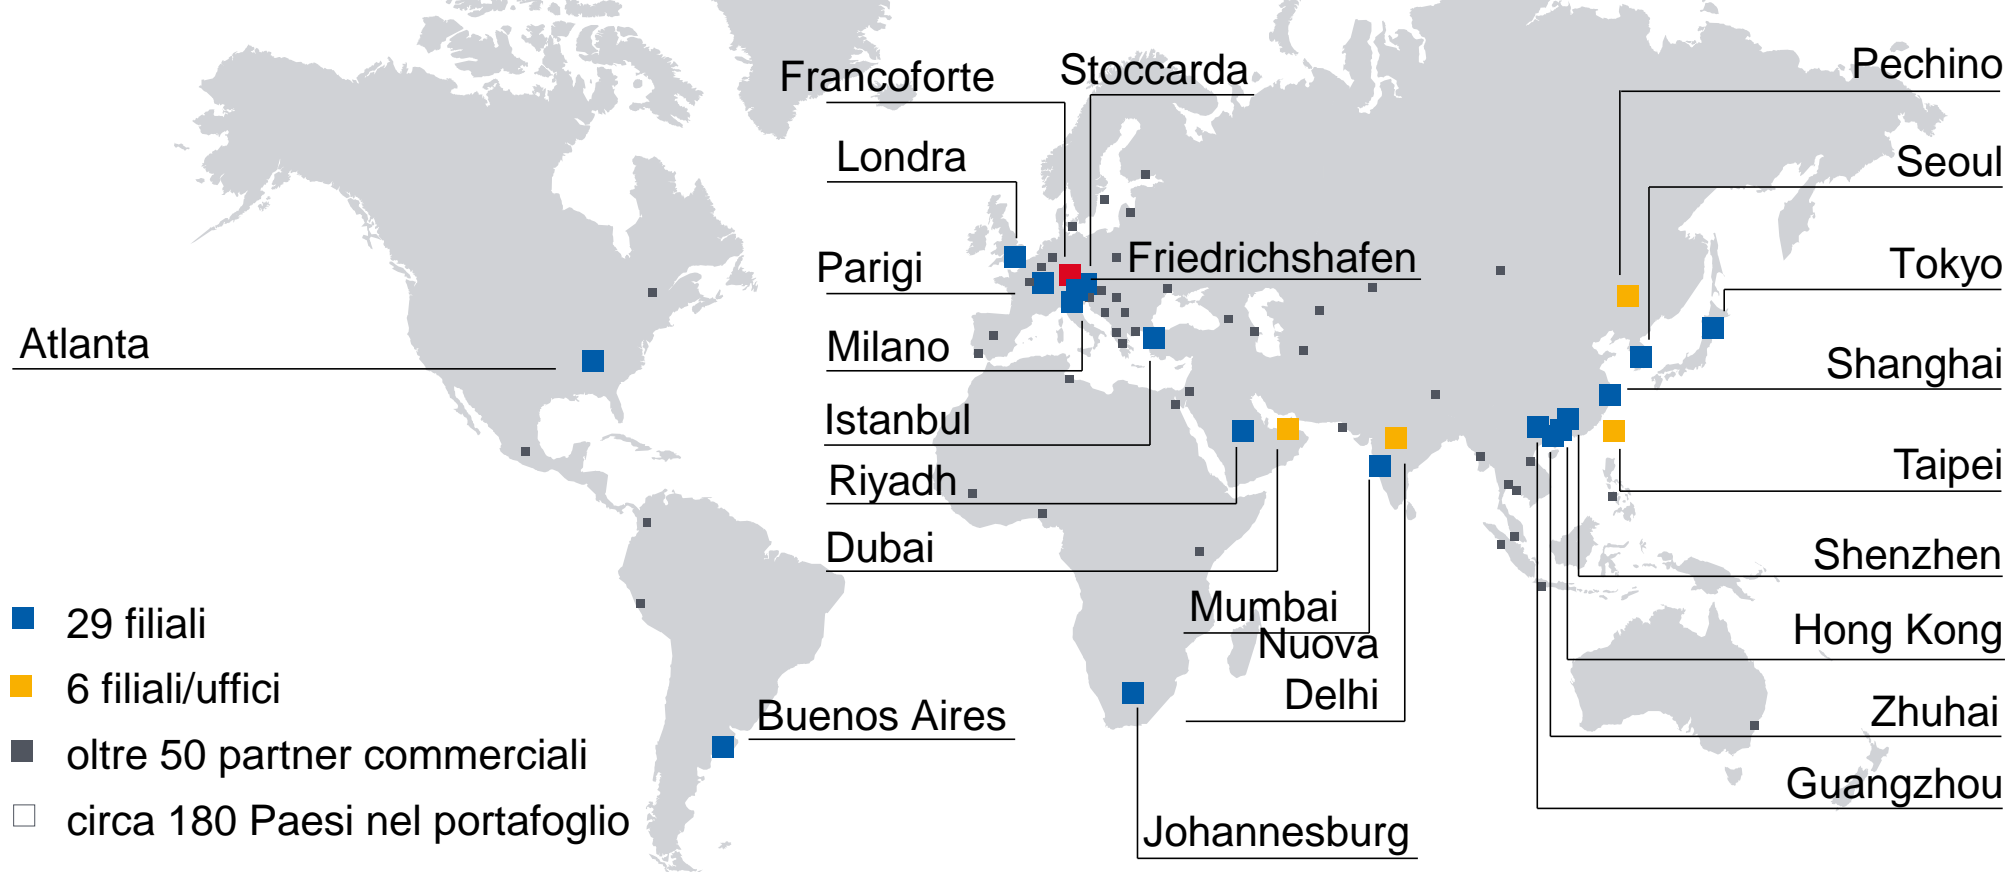 Francoforte
Stoccarda
Pechino
Londra
Seoul
Parigi
Friedrichshafen
Tokyo
Atlanta
Milano
Shanghai
Istanbul
Riyadh
Taipei
Dubai
Shenzhen
Mumbai
Nuova
Delhi
Hong Kong
Buenos Aires
Zhuhai
Guangzhou
Johannesburg
29 filiali
6 filiali/uffici
oltre 50 partner commerciali
circa 180 Paesi nel portafoglio